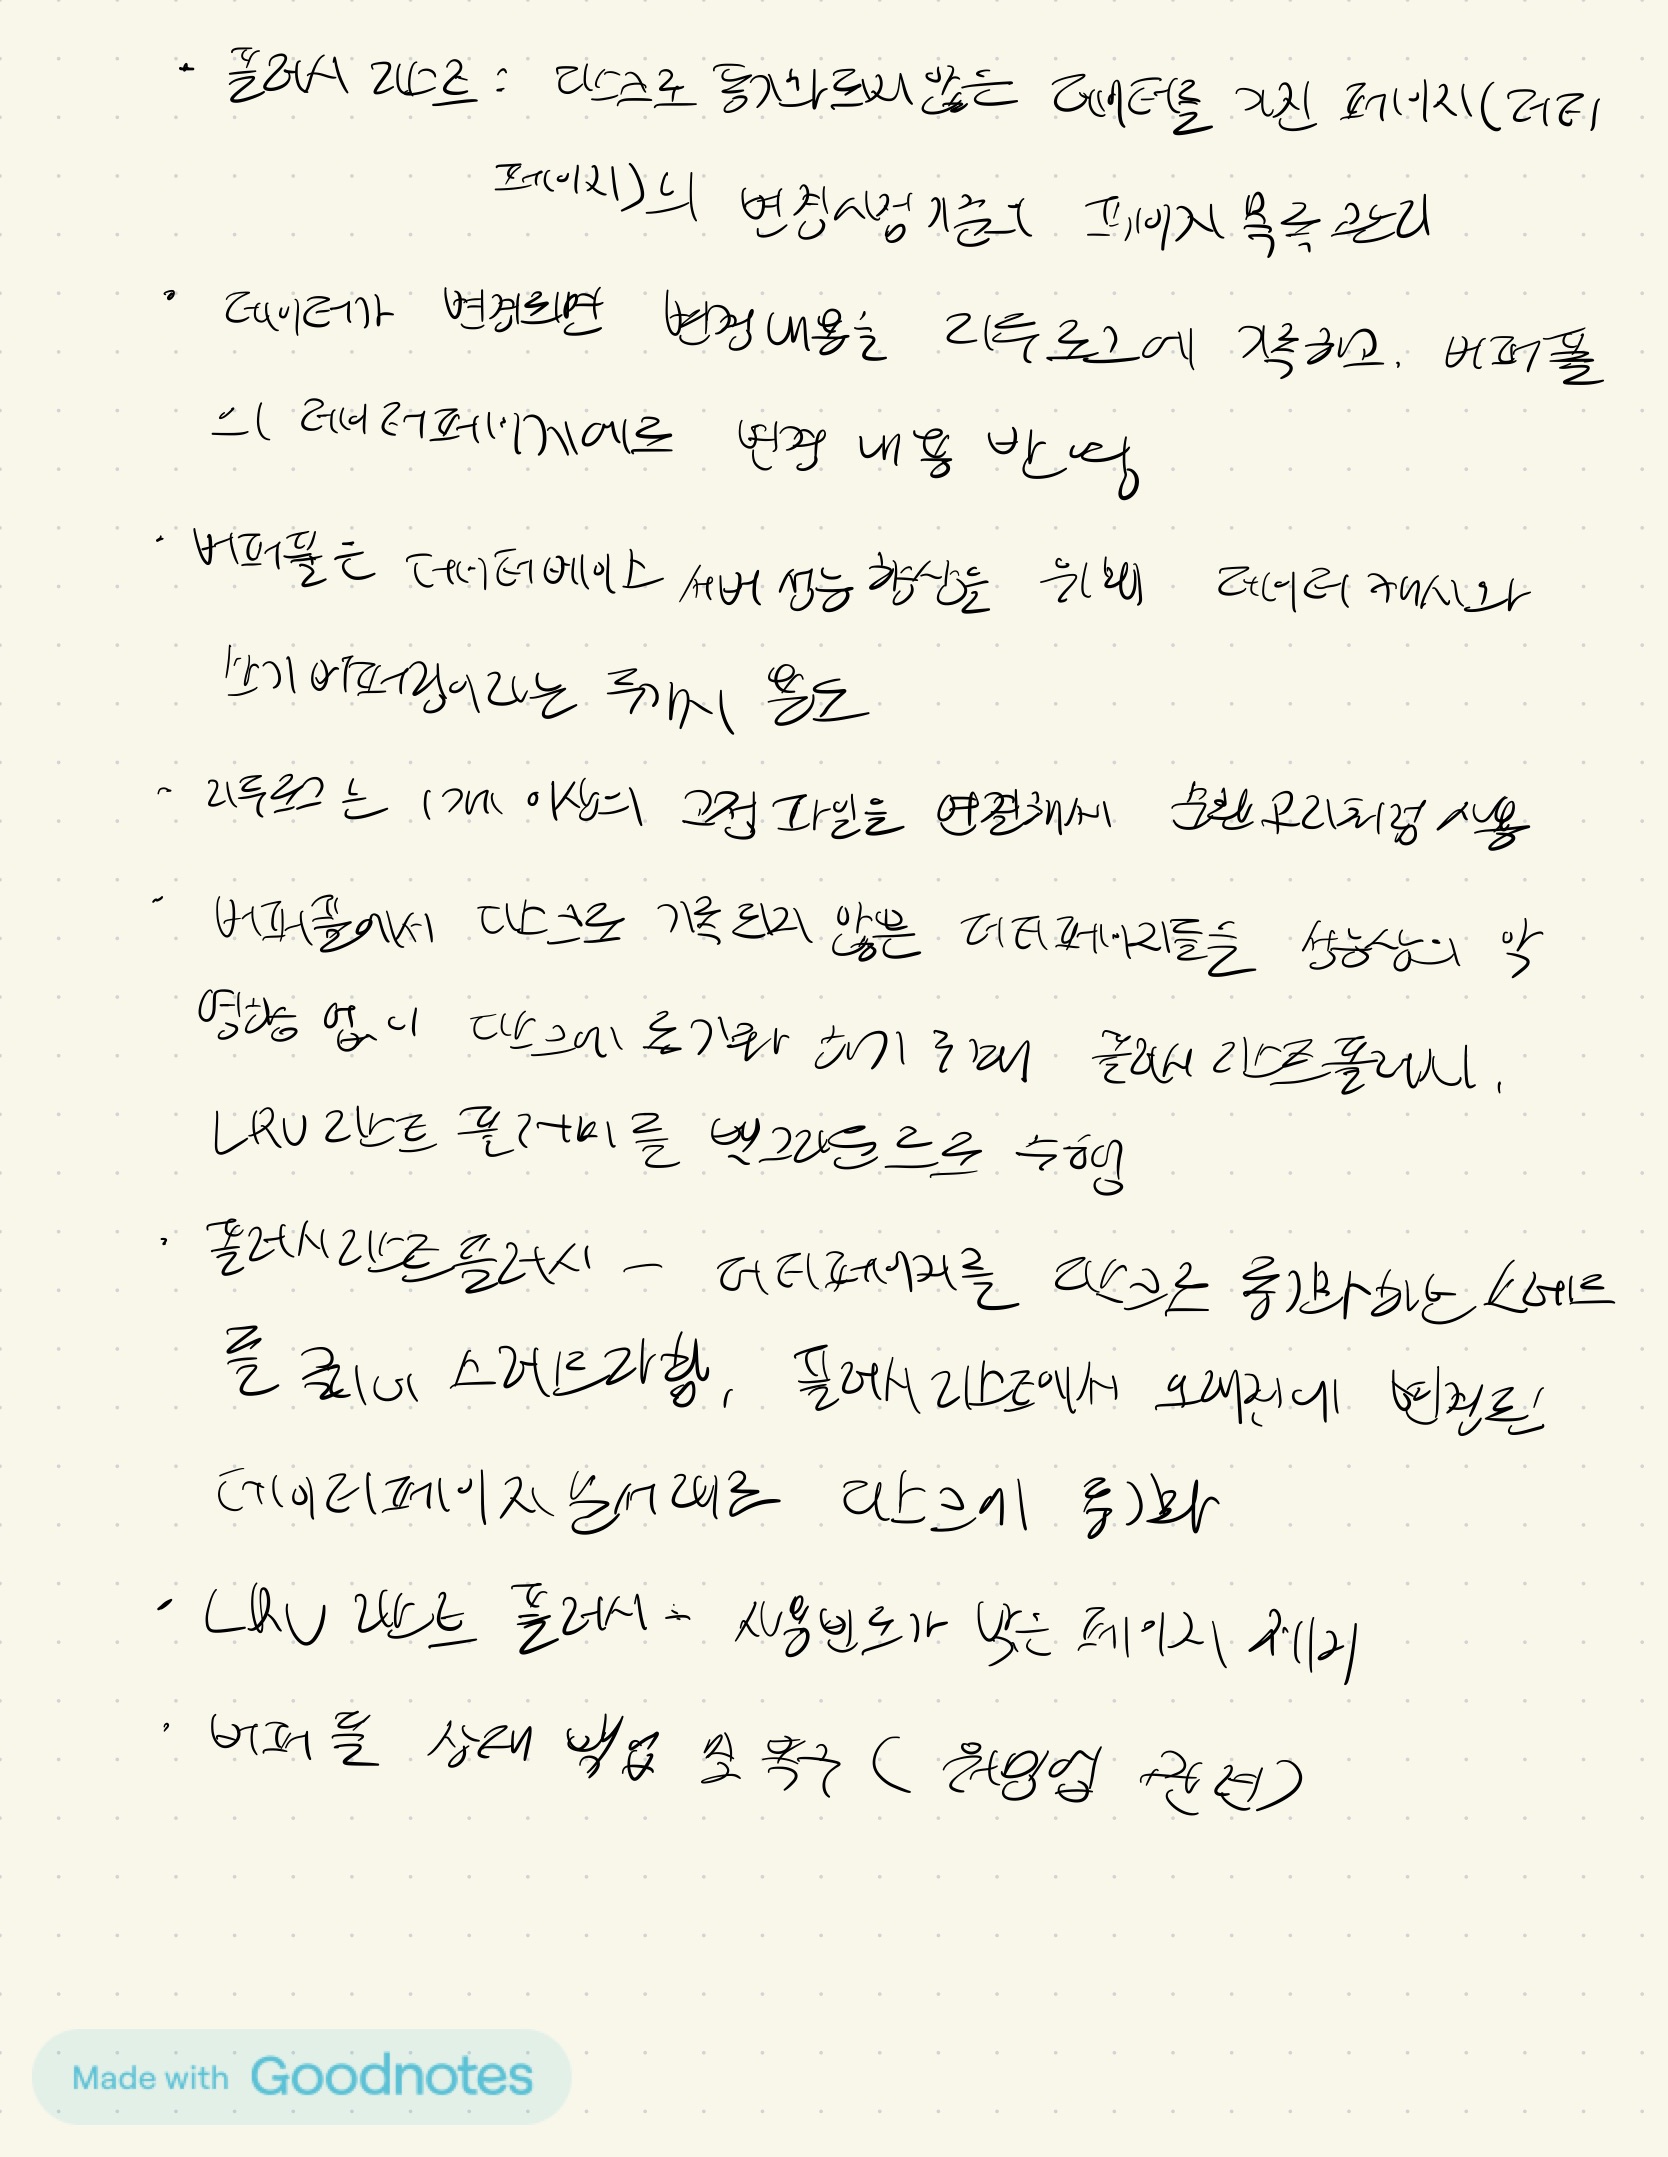 · 플러시 리스트 : 디스크로 동기화되지 않은 데이터를 가진 페이지(더티
페이지)의 변경시점 기준의 페이지 목록 관리
· 데이터가 변경되면 변경 내용을 리두 로그에 기록하고, 버퍼풀
의 데이터페이지에도 변경 내용 반영
· 버퍼풀은 데이터베이스 서버 성능 향상을 위해 데이터 캐시와
쓰기 버퍼링이라는 두가지 용도
· 리두로그는 1개 이상의 고정 파일을 연결해서 순환고리처럼 사용
· 버퍼풀에서 디스크로 기록되지 않은 더티페이지들을 성능상의 악
영향 없이 디스크에 동기화 하기 위해 플러시 리스트 플러시,
LRU 리스트 플러시를 백그라운드로 수행
· 플러시 리스트 플러시 - 더티페이지를 디스크로 동기화하는 스레드
를 클리너 스레드라함, 플러시 리스트에서 오래전에 변경된
데이터페이지 순서대로 디스크에 동기화
· LRU 리스트 플러시 - 사용빈도가 낮은 페이지 제거
· 버퍼 풀 상태 백업 및 복구 ( 워밍업 관련)
Made with Goodnotes